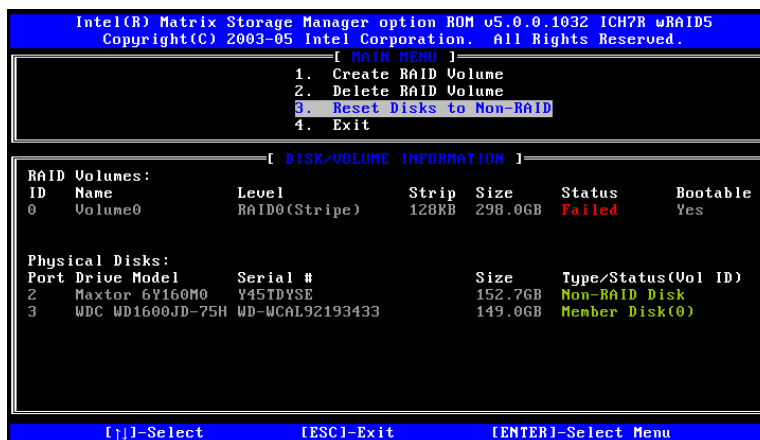 Intel(R) Matrix Storage Manager option ROM v5.0.0.1032 ICH7R wRAID5
Copyright(C) 2003-05 Intel Corporation. All Rights Reserved.
[ MAIN MENU ]
1. Create RAID Volume
2. Delete RAID Volume
3. Reset Disks to Non-RAID
4. Exit
[ DISK/VOLUME INFORMATION ]
RAID Volumes:
ID Name Level Strip Size Status Bootable
0 Volume0 RAID0(Stripe) 128KB 298.0GB Failed Yes
Physical Disks:
Port Drive Model Serial # Size Type/Status(Vol ID)
2 Maxtor 6Y160M0 Y45TDYSE 152.7GB Non-RAID Disk
3 WDC WD1600JD-75H WD-WCAL92193433 149.0GB Member Disk(0)
[↑↓]-Select [ESC]-Exit [ENTER]-Select Menu